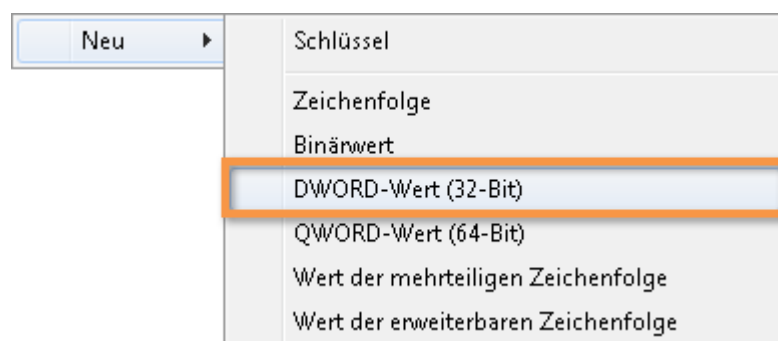 Neu
Schlüssel
Zeichenfolge
Binärwert
DWORD-Wert (32-Bit)
QWORD-Wert (64-Bit)
Wert der mehrteiligen Zeichenfolge
Wert der erweiterbaren Zeichenfolge